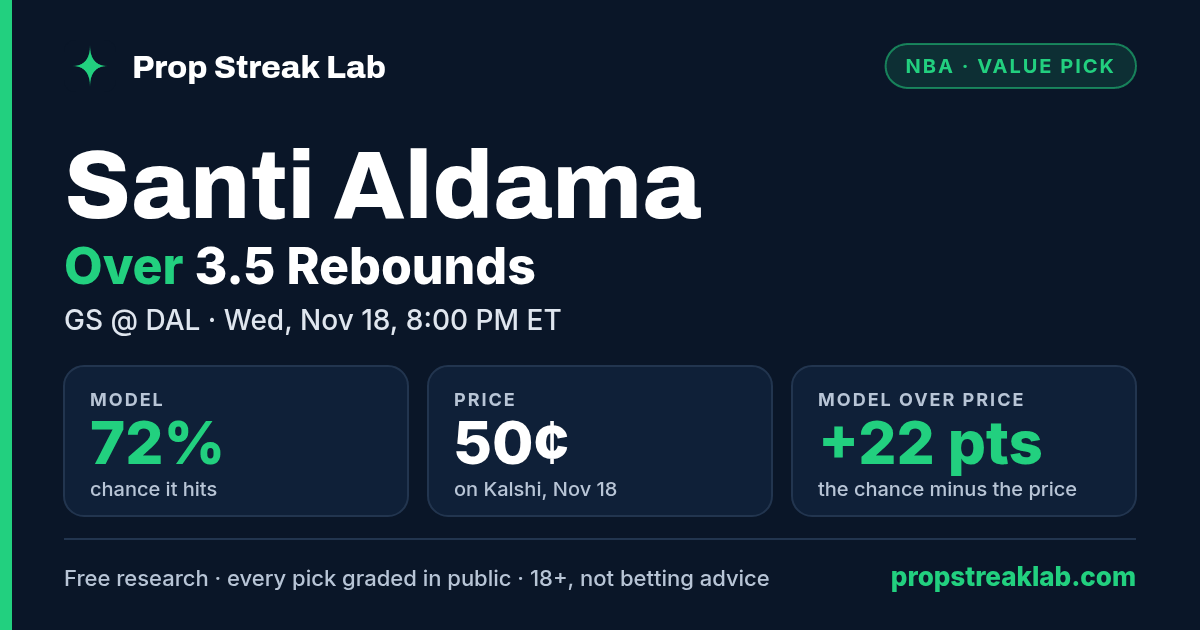 Prop Streak Lab
NBA · VALUE PICK
Santi Aldama
Over 3.5 Rebounds
GS @ DAL · Wed, Nov 18, 8:00 PM ET
MODEL
72%
chance it hits
PRICE
50¢
on Kalshi, Nov 18
MODEL OVER PRICE
+22 pts
the chance minus the price
Free research · every pick graded in public · 18+, not betting advice
propstreaklab.com